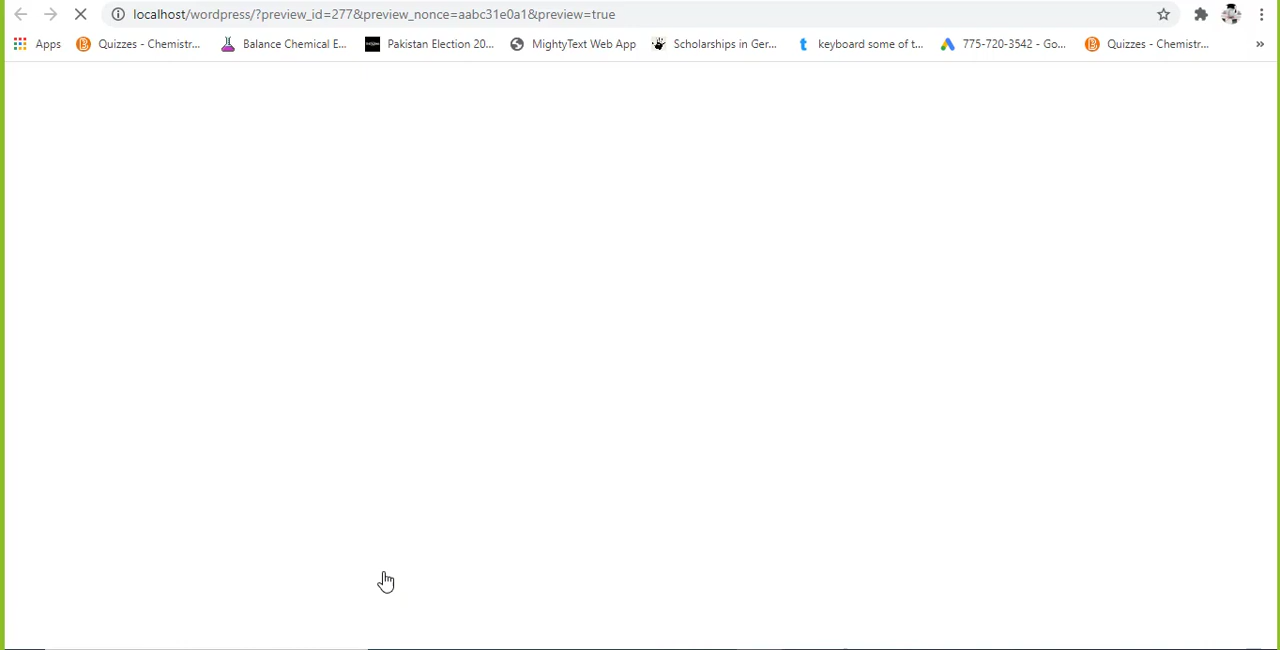 localhost/wordpress/?preview_id=277&preview_nonce=aabc31e0a1&preview=true
Apps Quizzes - Chemistr... Balance Chemical E... Pakistan Election 20... MightyText Web App Scholarships in Ger... keyboard some of t... 775-720-3542 - Go... Quizzes - Chemistr... »